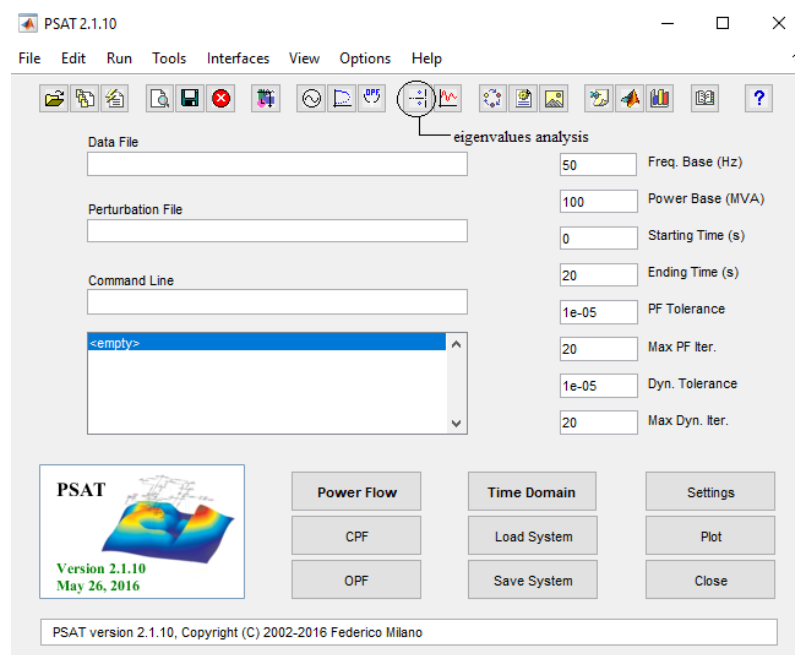 PSAT 2.1.10
File Edit Run Tools Interfaces View Options Help
OPF
?
eigenvalues analysis
Data File
50 Freq. Base (Hz)
100 Power Base (MVA)
Perturbation File
0 Starting Time (s)
20 Ending Time (s)
Command Line
1e-05 PF Tolerance
<empty>
20 Max PF Iter.
1e-05 Dyn. Tolerance
20 Max Dyn. Iter.
PSAT
Version 2.1.10
May 26, 2016
Power Flow Time Domain Settings
CPF Load System Plot
OPF Save System Close
PSAT version 2.1.10, Copyright (C) 2002-2016 Federico Milano